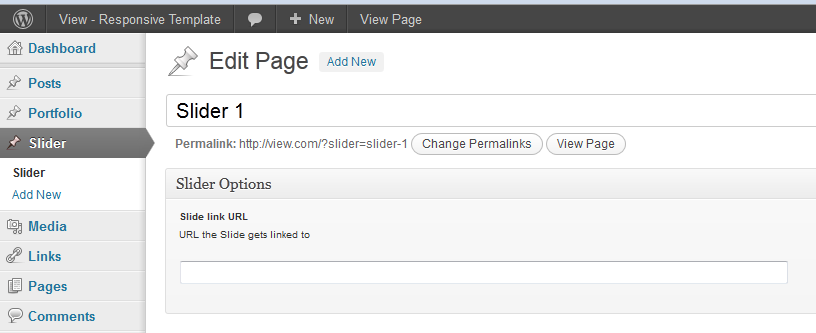 View - Responsive Template New View Page
Dashboard
Posts
Portfolio
Slider
Slider
Add New
Media
Links
Pages
Comments
Edit Page Add New
Slider 1
Permalink: http://view.com/?slider=slider-1 Change Permalinks View Page
Slider Options
Slide link URL
URL the Slide gets linked to